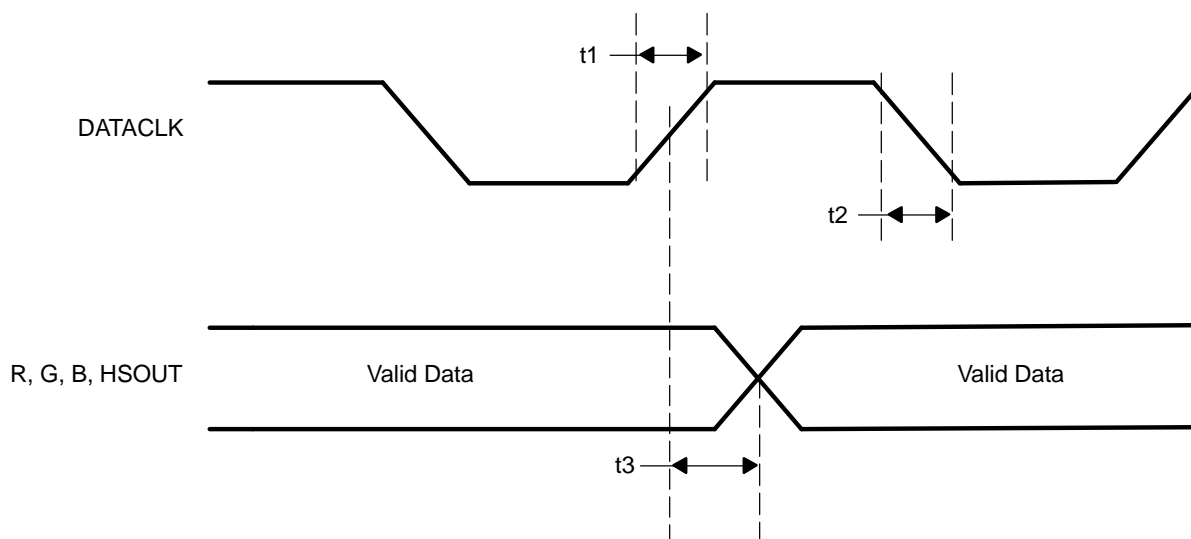 t1
DATACLK
t2
R, G, B, HSOUT
Valid Data
Valid Data
t3